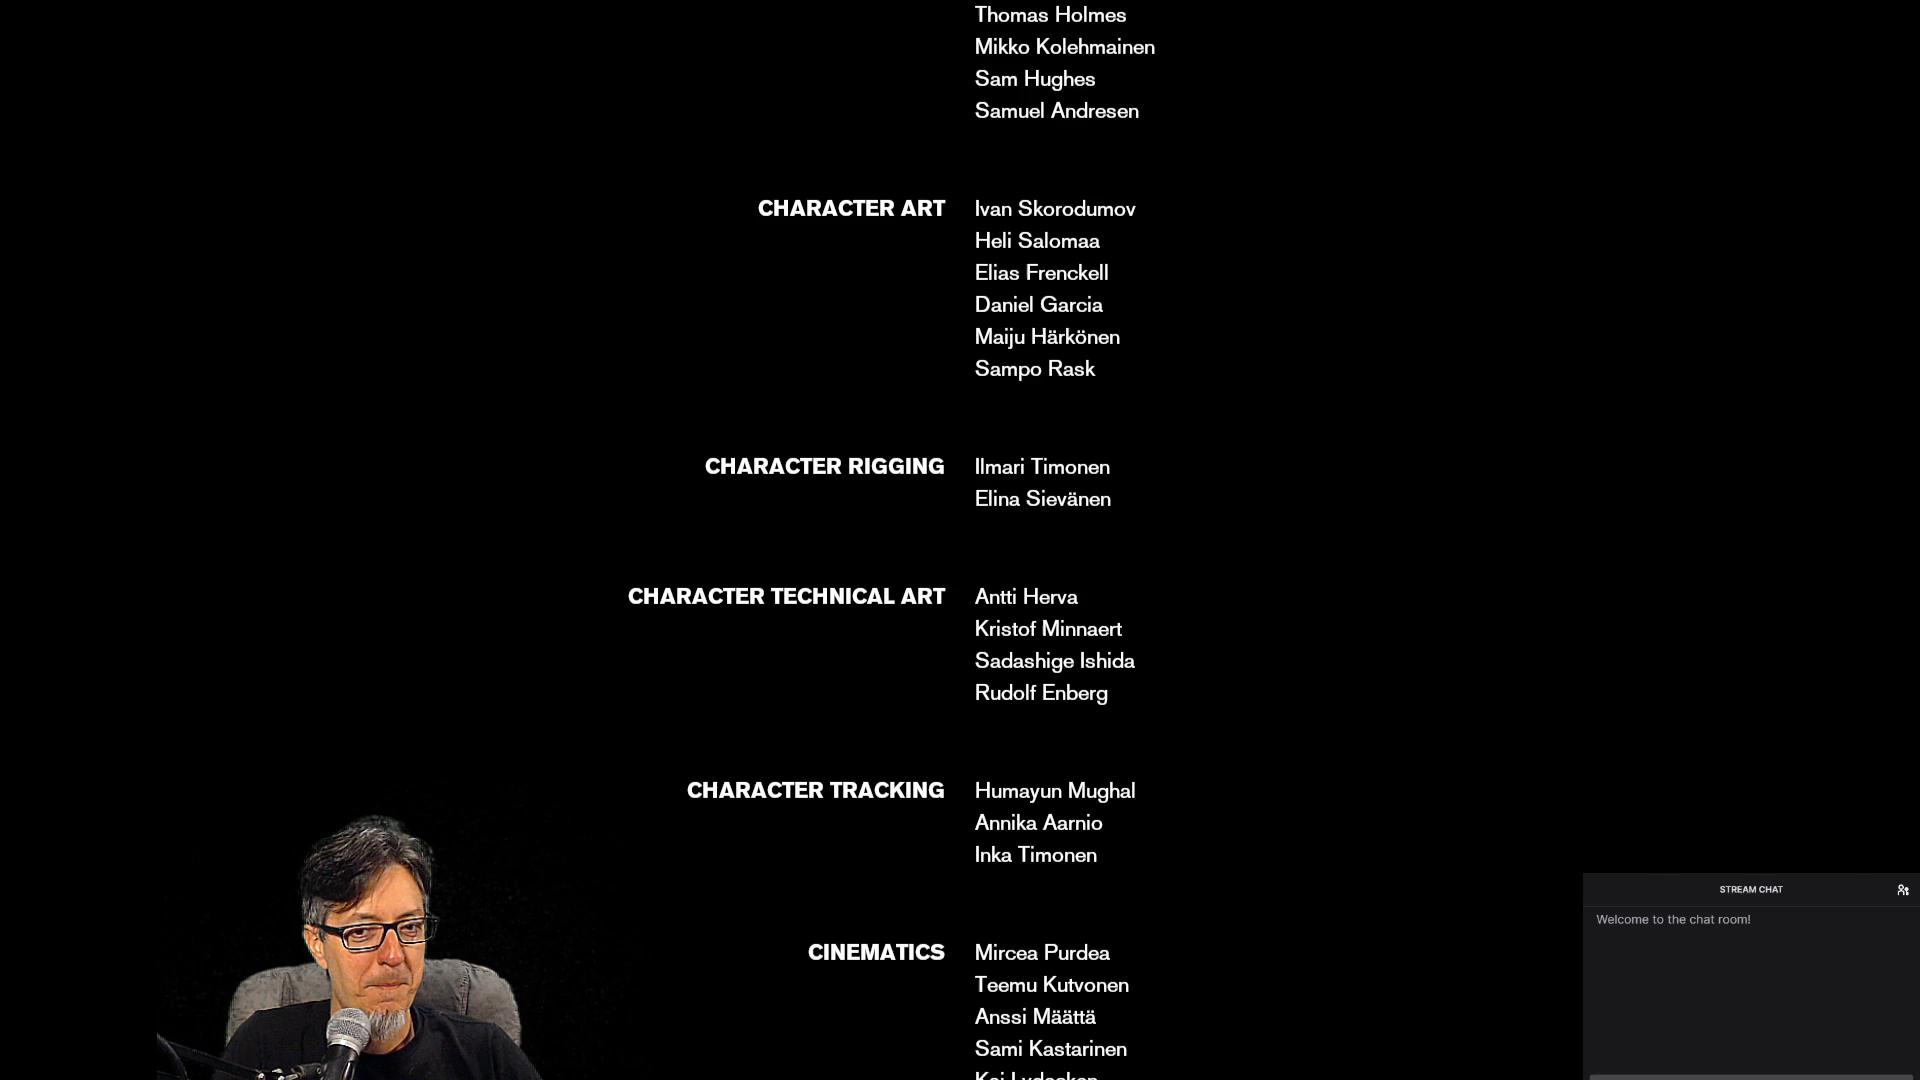 Thomas Holmes
Mikko Kolehmainen
Sam Hughes
Samuel Andresen
CHARACTER ART Ivan Skorodumov
Heli Salomaa
Elias Frenckell
Daniel Garcia
Maiju Härkönen
Sampo Rask
CHARACTER RIGGING Ilmari Timonen
Elina Sievänen
CHARACTER TECHNICAL ART Antti Herva
Kristof Minnaert
Sadashige Ishida
Rudolf Enberg
CHARACTER TRACKING Humayun Mughal
Annika Aarnio
Inka Timonen
CINEMATICS Mircea Purdea
Teemu Kutvonen
Anssi Määttä
Sami Kastarinen
STREAM CHAT
Welcome to the chat room!